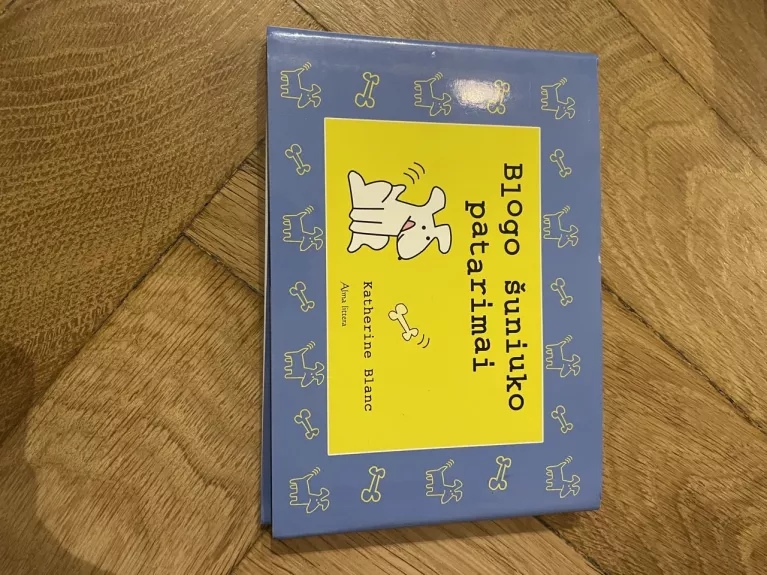 Blogo šuniuko
patarimai
Katherine Blanc
Alma littera